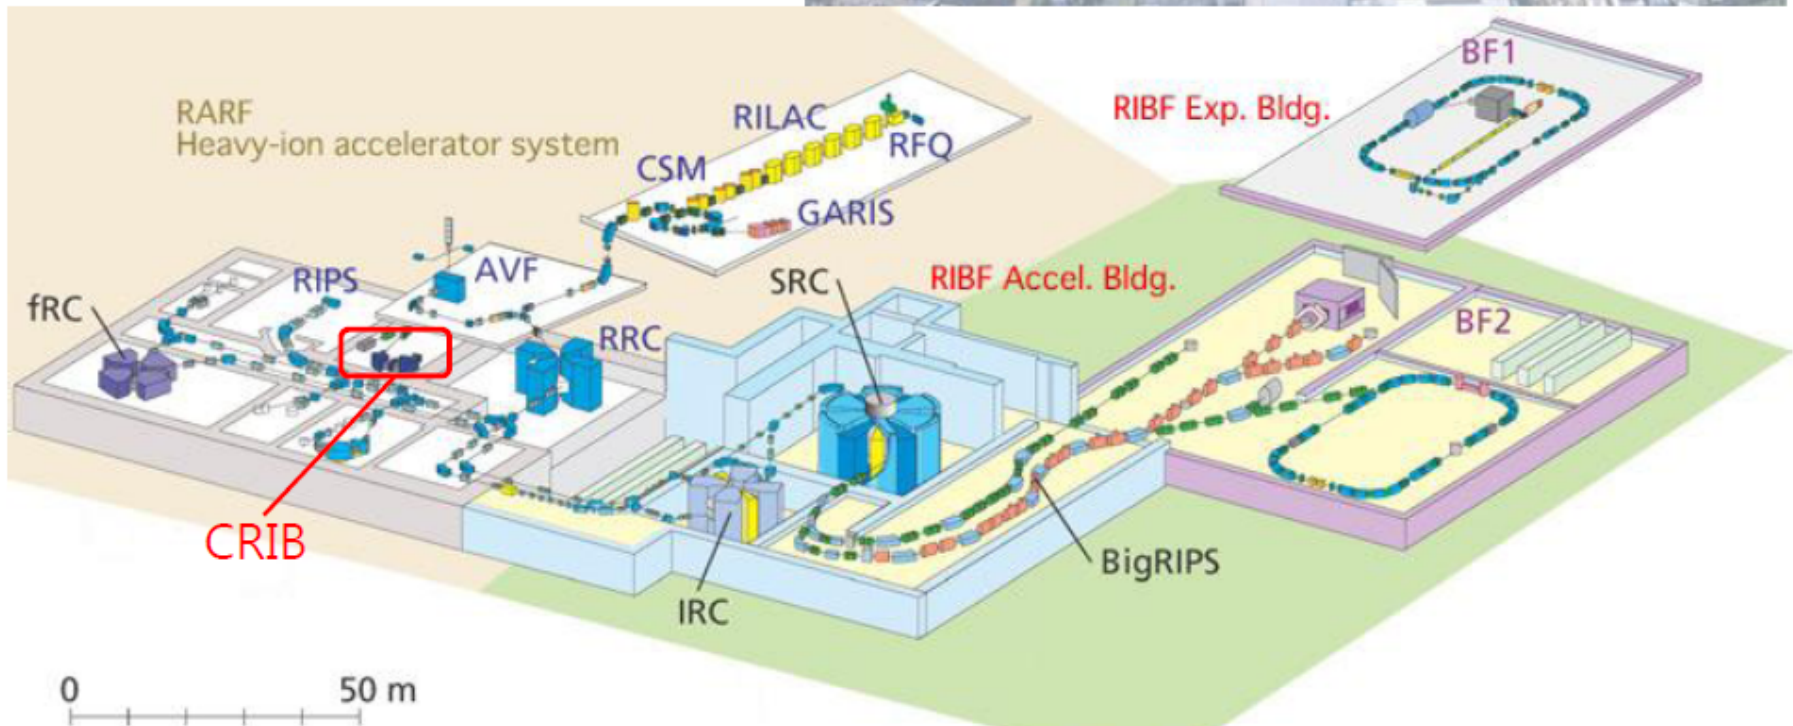 BF1
RIBF Exp. Bldg.
RARF
Heavy-ion accelerator system
RILAC
RFQ
CSM
GARIS
AVF
RIPS
SRC
RIBF Accel. Bldg.
fRC
RRC
BF2
CRIB
BigRIPS
IRC
0 50 m